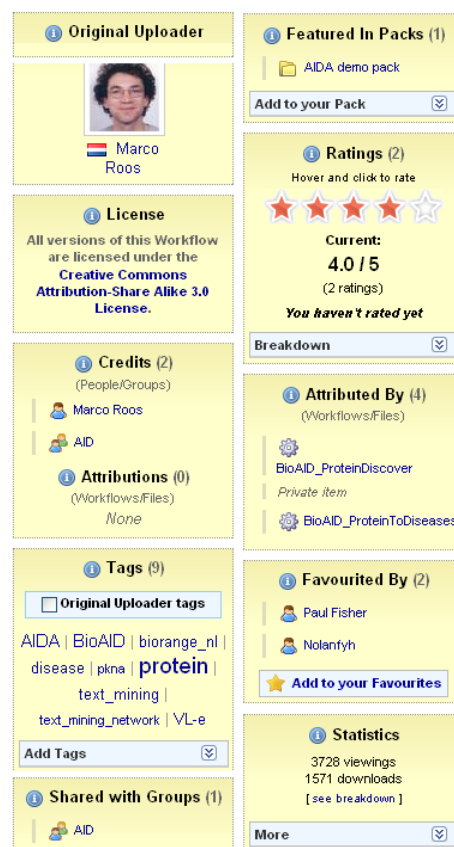 Original Uploader
Marco
Roos
License
All versions of this Workflow
are licensed under the
Creative Commons
Attribution-Share Alike 3.0
License.
Credits (2)
(People/Groups)
Marco Roos
AID
Attributions (0)
(Workflows/Files)
None
Tags (9)
Original Uploader tags
AIDA | BioAID | biorange_nl |
disease | pkna | protein |
text_mining |
text_mining_network | VL-e
Add Tags
Shared with Groups (1)
AID
Featured In Packs (1)
AIDA demo pack
Add to your Pack
Ratings (2)
Hover and click to rate
Current:
4.0 / 5
(2 ratings)
You haven't rated yet
Breakdown
Attributed By (4)
(Workflows/Files)
BioAID_ProteinDiscover
Private item
BioAID_ProteinToDiseases
Favourited By (2)
Paul Fisher
Nolanfyh
Add to your Favourites
Statistics
3728 viewings
1571 downloads
[ see breakdown ]
More